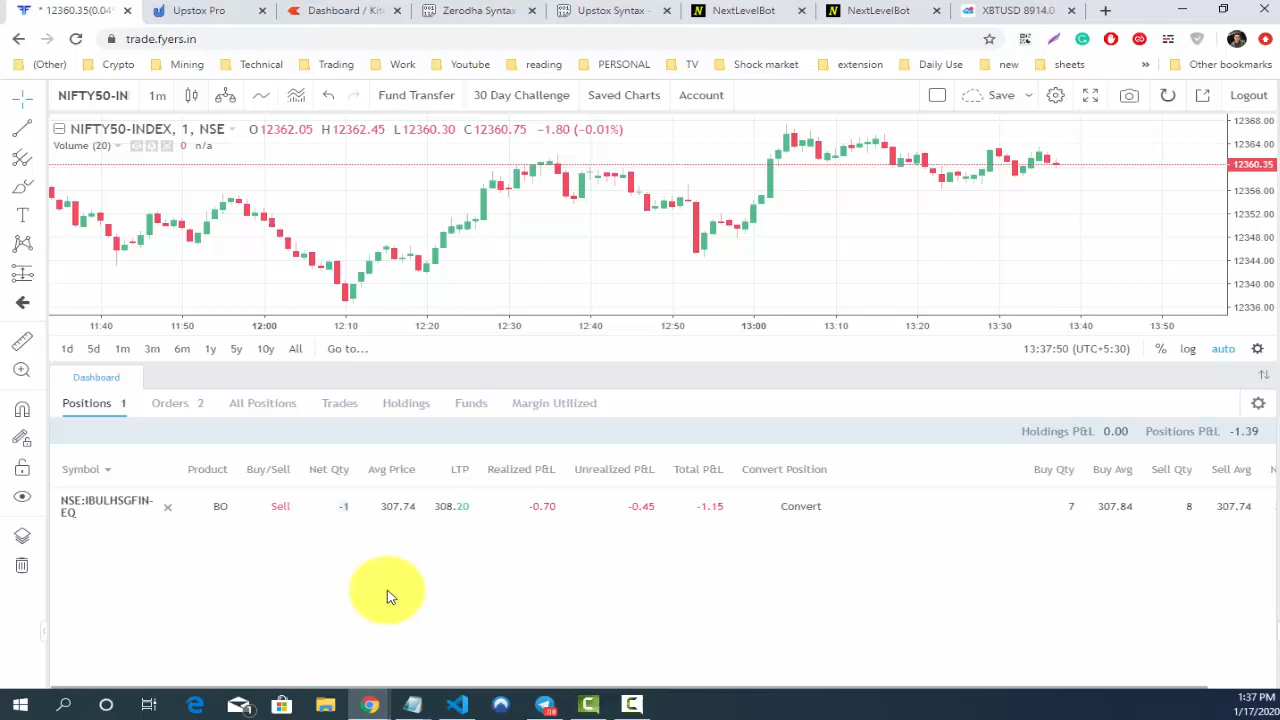 * 12360.35(0.04
Upstox Pro
Dashboard / Kit
Zerodha Syntax
Upstox Syntax -
NextLevelBot
NextLevelBot
XBTUSD 8914.0
trade.fyers.in
(Other)
Crypto
Mining
Technical
Trading
Work
Youtube
reading
PERSONAL
TV
Shock market
extension
Daily Use
new
sheets
»
Other bookmarks
NIFTY50-IN
1m
Fund Transfer
30 Day Challenge
Saved Charts
Account
Save
Logout
NIFTY50-INDEX, 1, NSE
O12362.05 H12362.45 L12360.30 C12360.75 −1.80 (−0.01%)
Volume (20)
0 n/a
12368.00
12364.00
12360.35
12356.00
12352.00
12348.00
12344.00
12340.00
12336.00
11:40 11:50 12:00 12:10 12:20 12:30 12:40 12:50 13:00 13:10 13:20 13:30 13:40 13:50
1d 5d 1m 3m 6m 1y 5y 10y All Go to...
13:37:50 (UTC+5:30)
% log auto
Dashboard
Positions 1
Orders 2
All Positions
Trades
Holdings
Funds
Margin Utilized
Holdings P&L 0.00 Positions P&L -1.39
Symbol Product Buy/Sell Net Qty Avg Price LTP Realized P&L Unrealized P&L Total P&L Convert Position Buy Qty Buy Avg Sell Qty Sell Avg
NSE:IBULHSGFIN-
EQ
BO Sell -1 307.74 308.20 -0.70 -0.45 -1.15 Convert 7 307.84 8 307.74
1:37 PM
1/17/2020